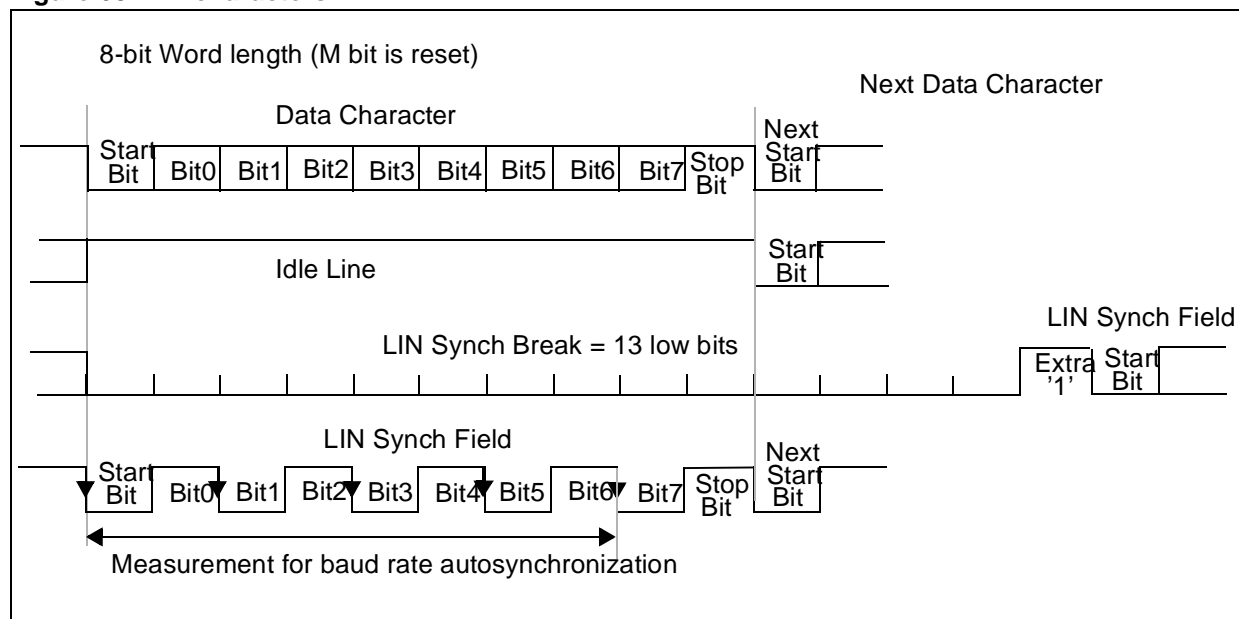 8-bit Word length (M bit is reset)
Next Data Character
Data Character
Start Bit Bit0 Bit1 Bit2 Bit3 Bit4 Bit5 Bit6 Bit7 Stop Bit Next Start Bit
Idle Line
Start Bit
LIN Synch Field
LIN Synch Break = 13 low bits
Extra '1' Start Bit
LIN Synch Field
Start Bit Bit0 Bit1 Bit2 Bit3 Bit4 Bit5 Bit6 Bit7 Stop Bit Next Start Bit
Measurement for baud rate autosynchronization